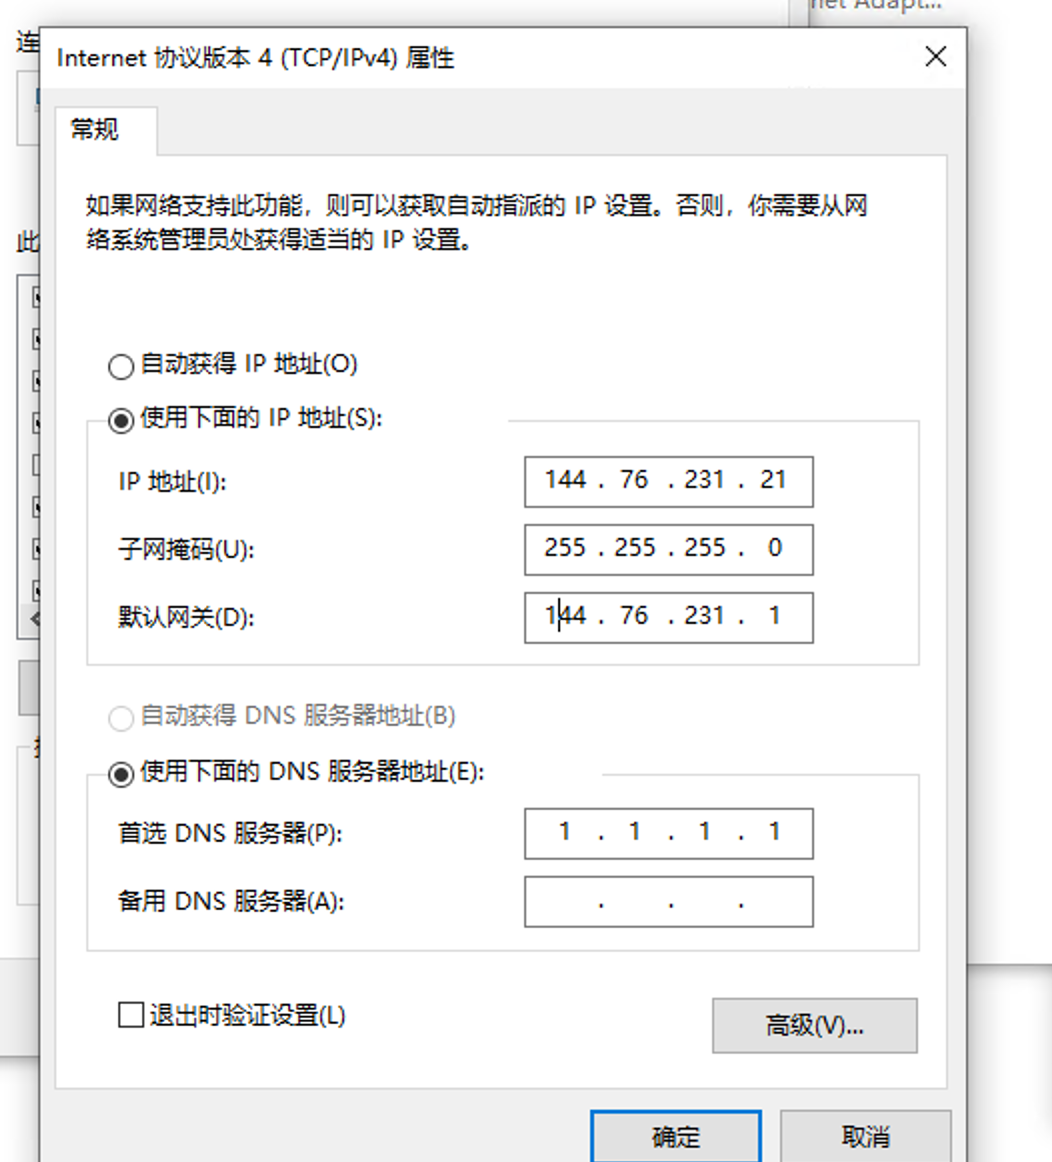 net Adapt...
连
Internet 协议版本 4 (TCP/IPv4) 属性
常规
如果网络支持此功能，则可以获取自动指派的 IP 设置。否则，你需要从网
络系统管理员处获得适当的 IP 设置。
此
自动获得 IP 地址(O)
使用下面的 IP 地址(S):
IP 地址(I):
144 . 76 . 231 . 21
子网掩码(U):
255 . 255 . 255 . 0
默认网关(D):
144 . 76 . 231 . 1
自动获得 DNS 服务器地址(B)
使用下面的 DNS 服务器地址(E):
首选 DNS 服务器(P):
1 . 1 . 1 . 1
备用 DNS 服务器(A):
. . .
退出时验证设置(L)
高级(V)...
确定
取消